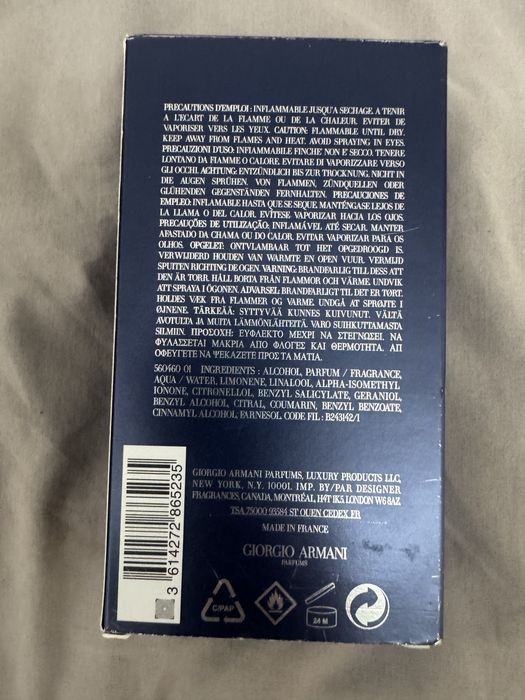 PRECAUTIONS D'EMPLOI : INFLAMMABLE JUSQU'A SECHAGE. A TENIR
A L'ECART DE LA FLAMME OU DE LA CHALEUR. EVITER DE
VAPORISER VERS LES YEUX. CAUTION: FLAMMABLE UNTIL DRY.
KEEP AWAY FROM FLAMES AND HEAT. AVOID SPRAYING IN EYES.
PRECAUZIONI D'USO: INFIAMMABILE FINCHE' NON E' SECCO. TENERE
LONTANO DA FIAMME O CALORE. EVITARE DI VAPORIZZARE VERSO
GLI OCCHI. ACHTUNG: ENTZÜNDLICH BIS ZUR TROCKNUNG. NICHT IN
DIE AUGEN SPRÜHEN. VON FLAMMEN, ZÜNDQUELLEN ODER
GLÜHENDEN GEGENSTÄNDEN FERNHALTEN. PRECAUCIONES DE
EMPLEO: INFLAMABLE HASTA QUE SE SEQUE. MANTÉNGASE LEJOS DE
LA LLAMA O DEL CALOR. EVÍTESE VAPORIZAR HACIA LOS OJOS.
PRECAUÇÕES DE UTILIZAÇÃO: INFLAMÁVEL ATÉ SECAR. MANTER
AFASTADO DA CHAMA OU DO CALOR. EVITAR VAPORIZAR PARA OS
OLHOS. OPGELET: ONTVLAMBAAR TOT HET OPGEDROOGD IS.
VERWIJDERD HOUDEN VAN WARMTE EN OPEN VUUR. VERMIJD
SPUITEN RICHTING DE OGEN. VARNING: BRANDFARLIG TILL DESS ATT
DEN ÄR TORR. HÅLL BORTA FRÅN FLAMMOR OCH VÄRME. UNDVIK
ATT SPRAYA I ÖGONEN. ADVARSEL: BRANDFARLIGT TIL DET ER TØRT.
HOLDES VÆK FRA FLAMMER OG VARME. UNDGÅ AT SPRØJTE I
ØJNENE. TÄRKEÄÄ: SYTTYVÄÄ KUNNES KUIVUNUT. VÄLTÄ
AVOTULTA JA MUITA LÄMMÖNLÄHTEITÄ. VARO SUIHKUTTAMASTA
SILMIIN. ΠΡΟΣΟΧΗ: ΕΥΦΛΕΚΤΟ ΜΕΧΡΙ ΝΑ ΣΤΕΓΝΩΣΕΙ. ΝΑ
ΦΥΛΑΣΣΕΤΑΙ ΜΑΚΡΙΑ ΑΠΟ ΦΛΟΓΕΣ ΚΑΙ ΘΕΡΜΟΤΗΤΑ. ΑΠ
ΟΦΕΥΓΕΤΕ ΝΑ ΨΕΚΑΖΕΤΕ ΠΡΟΣ ΤΑ ΜΑΤΙΑ.
560460 01 INGREDIENTS : ALCOHOL, PARFUM / FRAGRANCE,
AQUA / WATER, LIMONENE, LINALOOL, ALPHA-ISOMETHYL
IONONE, CITRONELLOL, BENZYL SALICYLATE, GERANIOL,
BENZYL ALCOHOL, CITRAL, COUMARIN, BENZYL BENZOATE,
CINNAMYL ALCOHOL, FARNESOL. CODE FIL : B243142/1
GIORGIO ARMANI PARFUMS, LUXURY PRODUCTS LLC,
NEW YORK, N.Y. 10001. IMP. BY/PAR DESIGNER
FRAGRANCES, CANADA, MONTRÉAL, H4T 1K5. LONDON W6 8AZ
TSA 75000 93584 ST OUEN CEDEX, FR
MADE IN FRANCE
GIORGIO ARMANI
PARFUMS
3 614272 865235
C/PAP
24 M